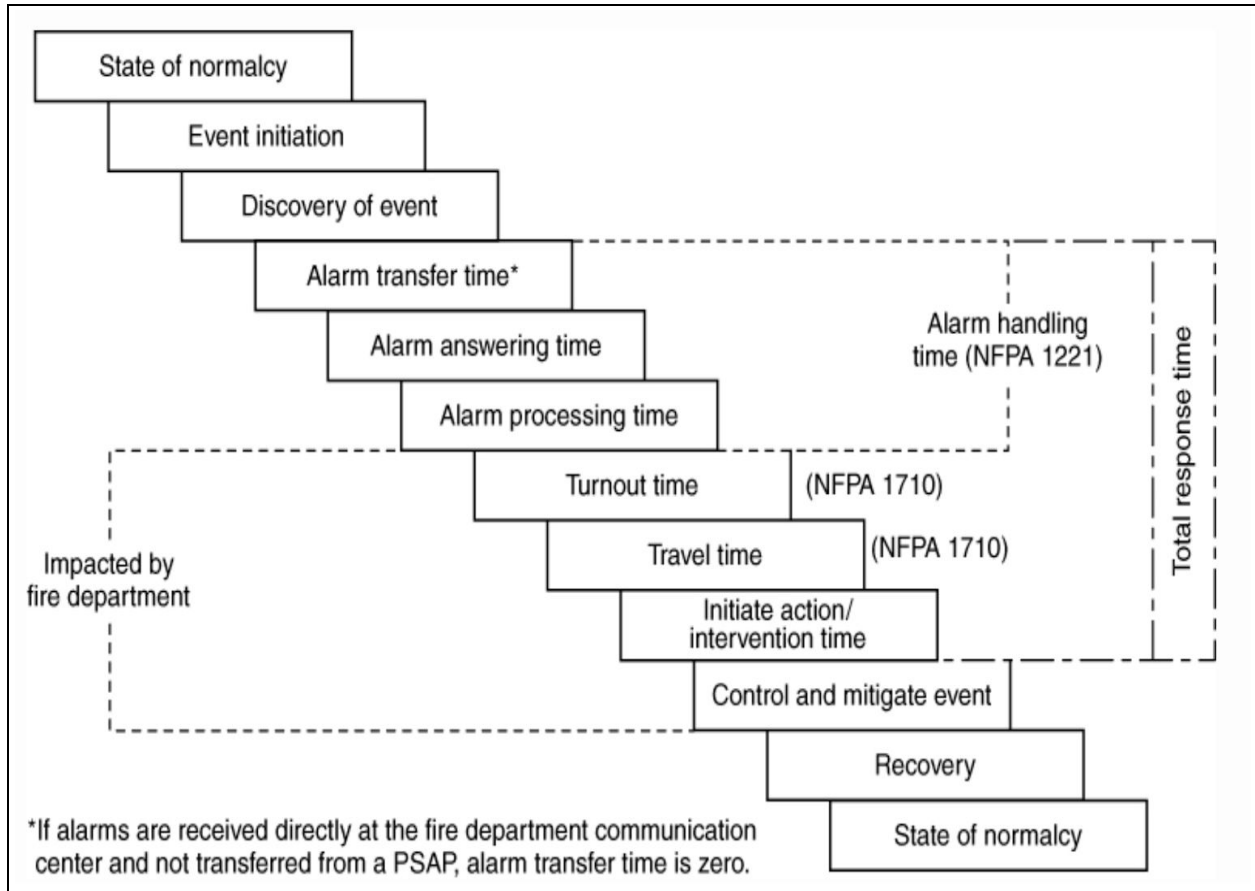 State of normalcy
Event initiation
Discovery of event
Alarm transfer time*
Alarm answering time
Alarm handling
time (NFPA 1221)
Alarm processing time
Turnout time
(NFPA 1710)
Travel time
(NFPA 1710)
Total response time
Impacted by
fire department
Initiate action/
intervention time
Control and mitigate event
Recovery
State of normalcy
*If alarms are received directly at the fire department communication
center and not transferred from a PSAP, alarm transfer time is zero.